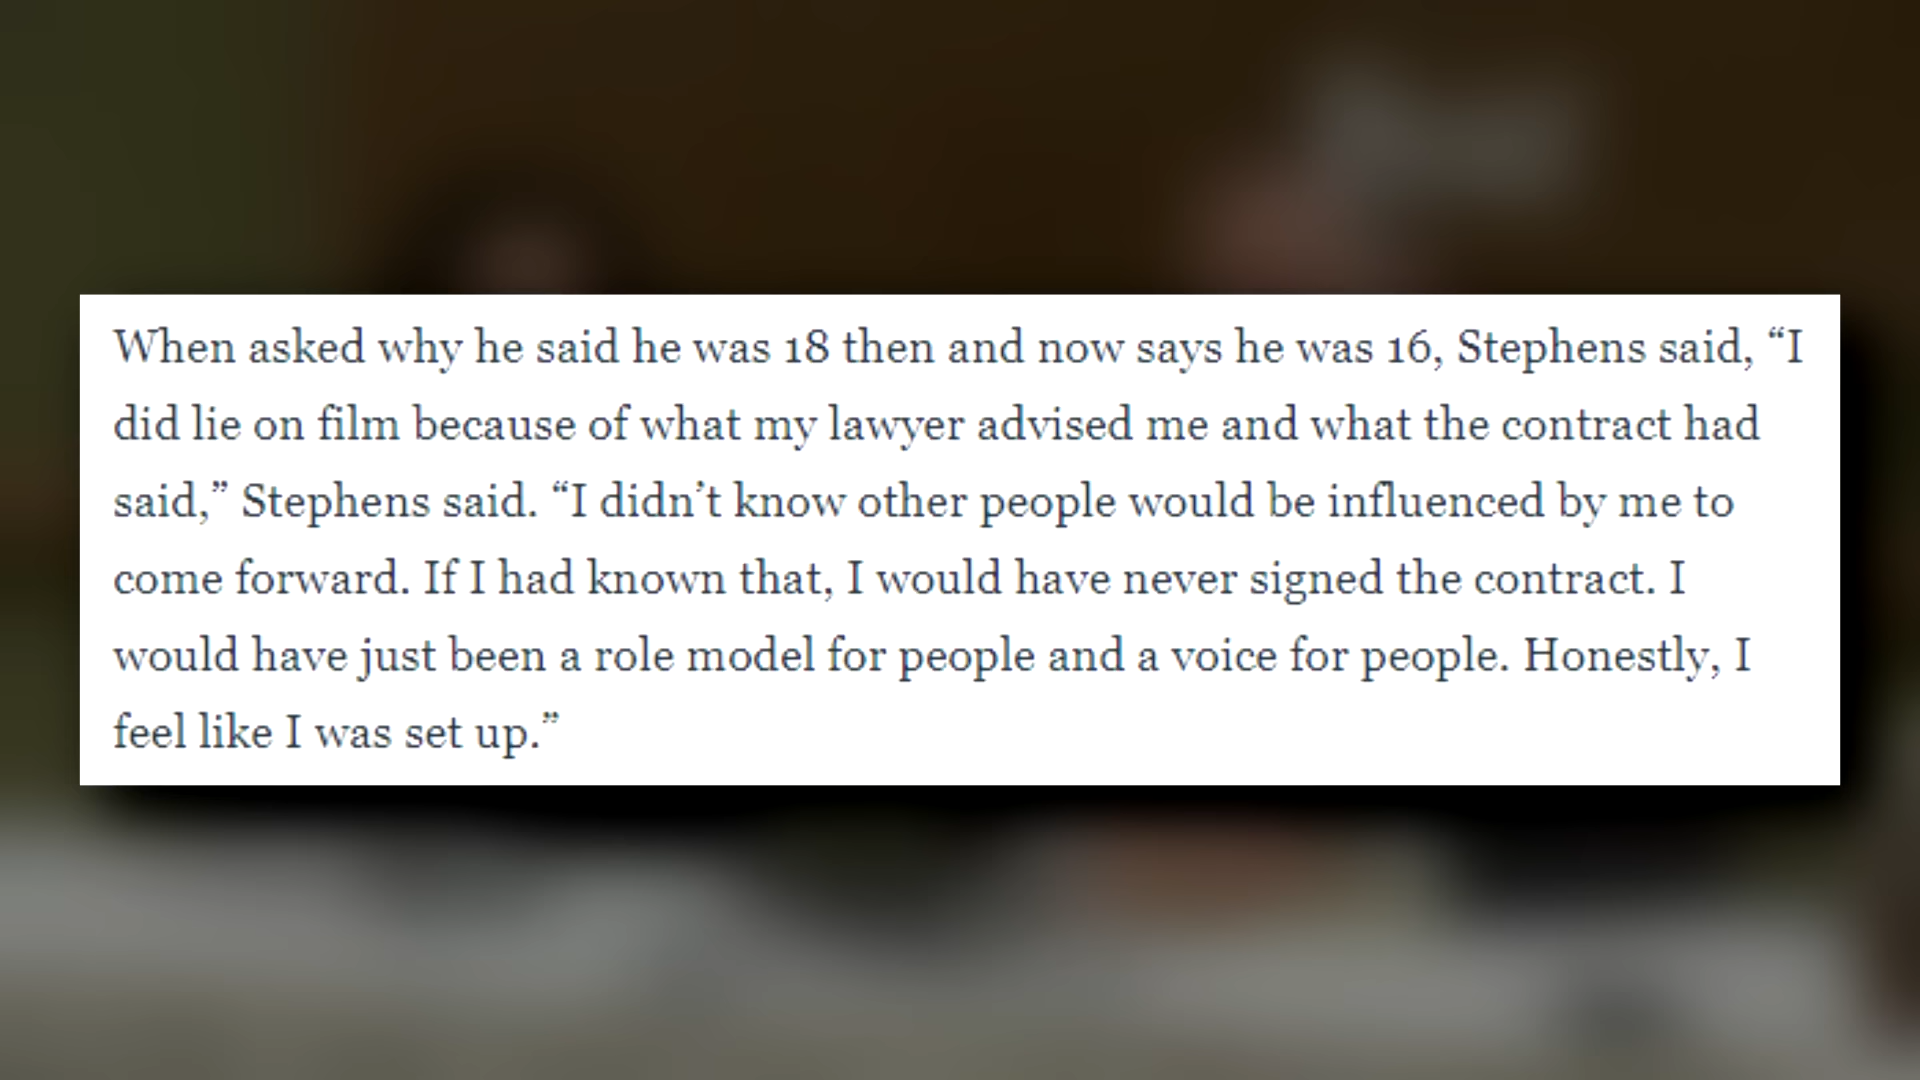 When asked why he said he was 18 then and now says he was 16, Stephens said, “I
did lie on film because of what my lawyer advised me and what the contract had
said,” Stephens said. “I didn’t know other people would be influenced by me to
come forward. If I had known that, I would have never signed the contract. I
would have just been a role model for people and a voice for people. Honestly, I
feel like I was set up.”